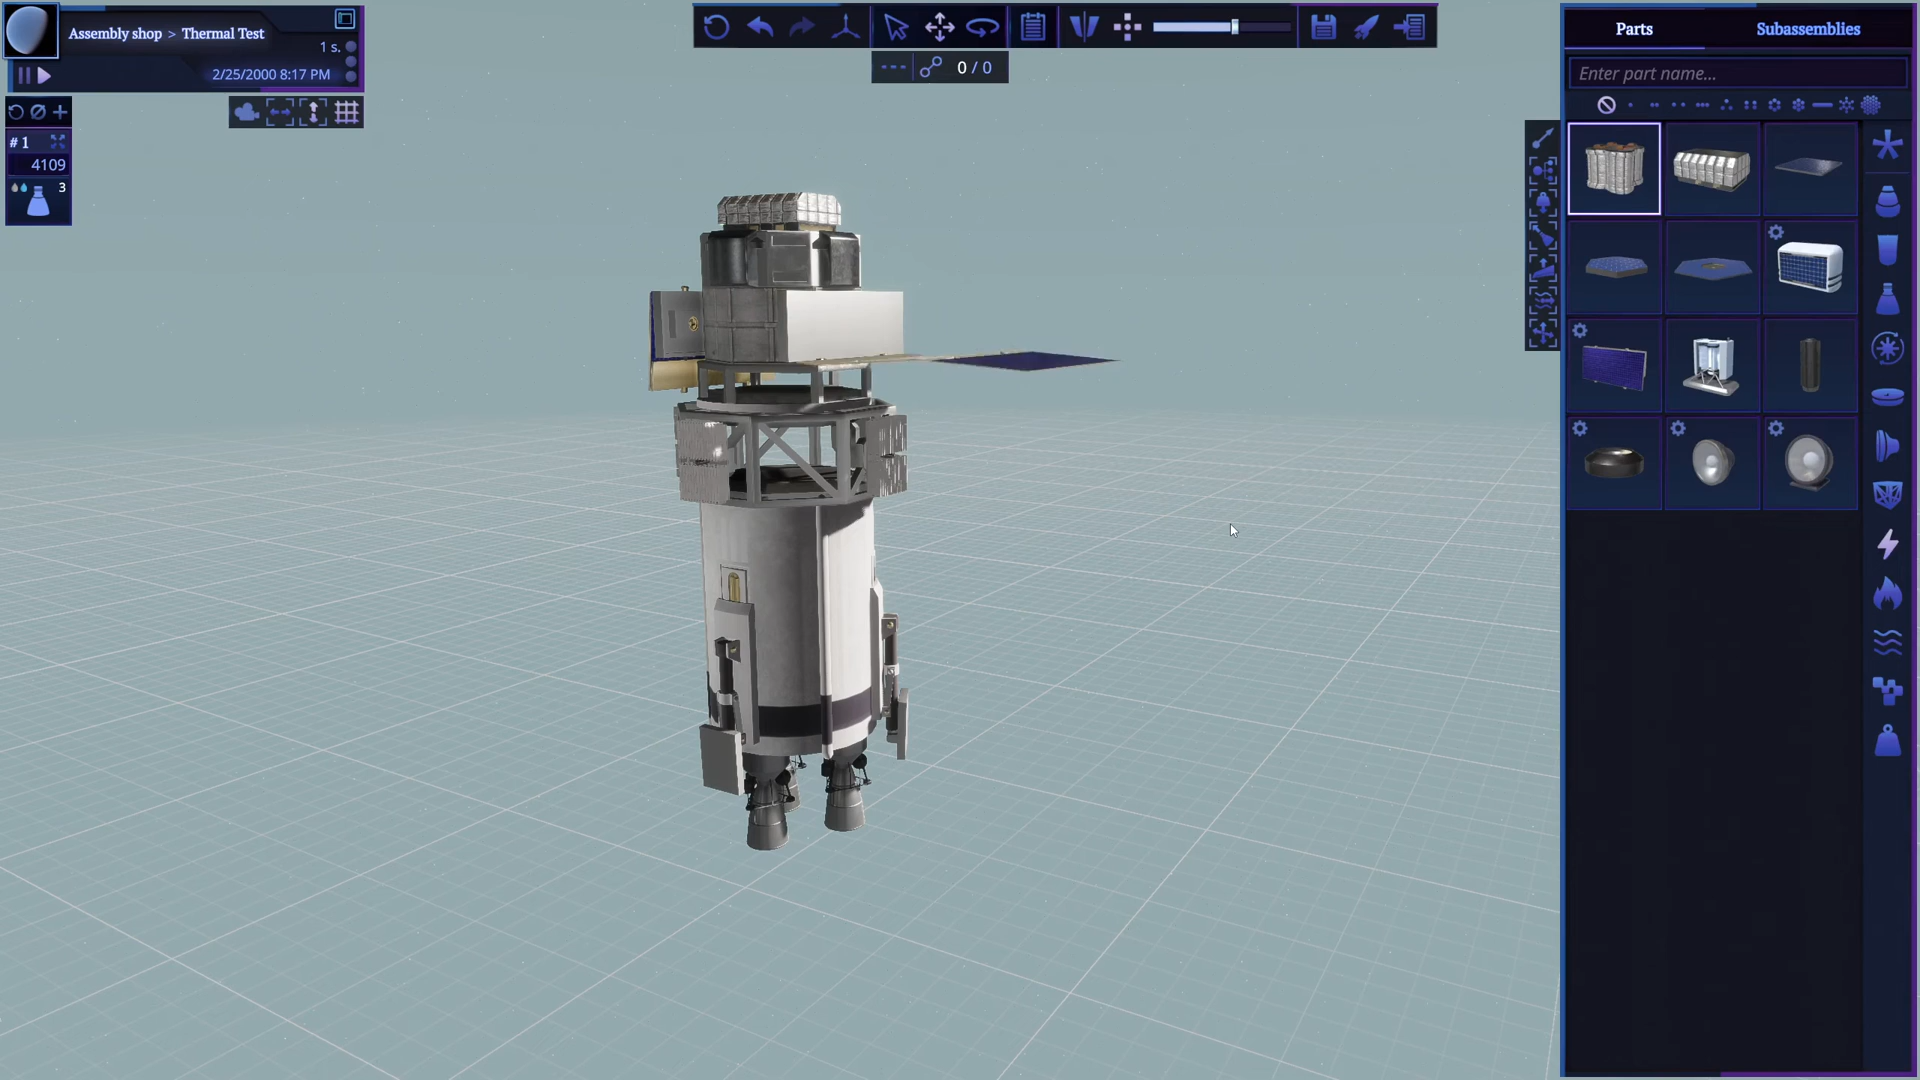 Assembly shop > Thermal Test
1 s.
2/25/2000 8:17 PM
# 1
4109
3
0 / 0
Parts
Subassemblies
Enter part name...